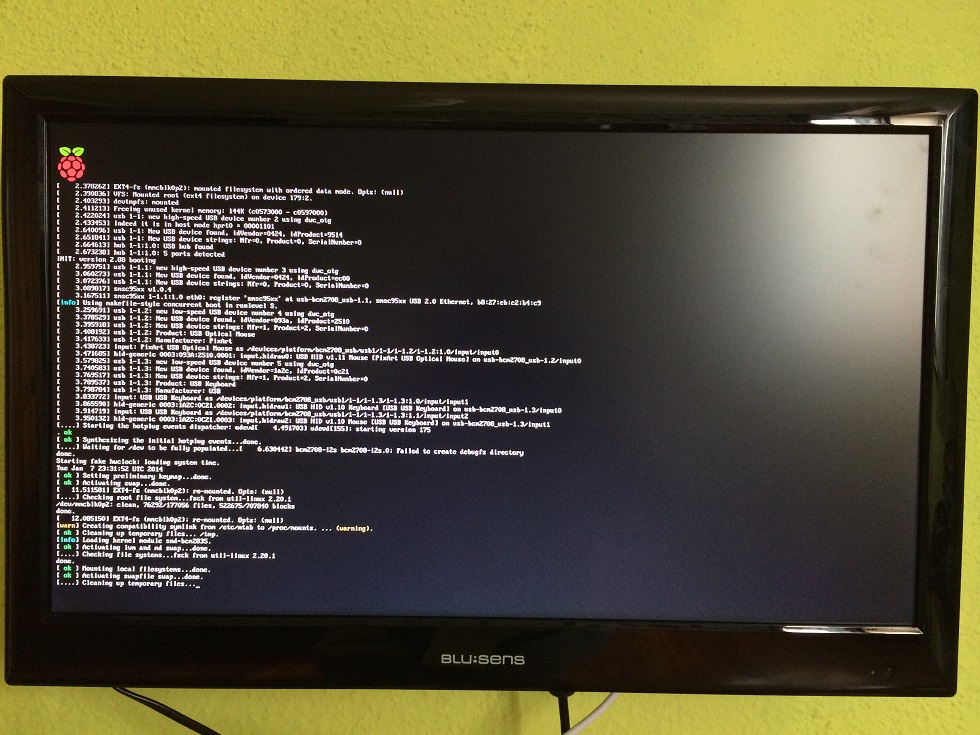 [    2.378262] EXT4-fs (mmcblk0p2): mounted filesystem with ordered data mode. Opts: (null)
[    2.390836] VFS: Mounted root (ext4 filesystem) on device 179:2.
[    2.403293] devtmpfs: mounted
[    2.411213] Freeing unused kernel memory: 144K (c0573000 - c0597000)
[    2.422024] usb 1-1: new high-speed USB device number 2 using dwc_otg
[    2.433453] Indeed it is in host mode hprt0 = 00001101
[    2.640096] usb 1-1: New USB device found, idVendor=0424, idProduct=9514
[    2.651841] usb 1-1: New USB device strings: Mfr=0, Product=0, SerialNumber=0
[    2.664613] hub 1-1:1.0: USB hub found
[    2.673238] hub 1-1:1.0: 5 ports detected
INIT: version 2.88 booting
[    2.959751] usb 1-1.1: new high-speed USB device number 3 using dwc_otg
[    3.060273] usb 1-1.1: New USB device found, idVendor=0424, idProduct=ec00
[    3.072376] usb 1-1.1: New USB device strings: Mfr=0, Product=0, SerialNumber=0
[    3.089817] smsc95xx v1.0.4
[    3.167511] smsc95xx 1-1.1:1.0 eth0: register 'smsc95xx' at usb-bcm2708_usb-1.1, smsc95xx USB 2.0 Ethernet, b8:27:eb:c2:b4:c9
[info] Using makefile-style concurrent boot in runlevel S.
[    3.259691] usb 1-1.2: new low-speed USB device number 4 using dwc_otg
[    3.378529] usb 1-1.2: New USB device found, idVendor=093a, idProduct=2510
[    3.395918] usb 1-1.2: New USB device strings: Mfr=1, Product=2, SerialNumber=0
[    3.408192] usb 1-1.2: Product: USB Optical Mouse
[    3.417633] usb 1-1.2: Manufacturer: PixArt
[    3.438723] input: PixArt USB Optical Mouse as /devices/platform/bcm2708_usb/usb1/1-1/1-1.2/1-1.2:1.0/input/input0
[    3.471685] hid-generic 0003:093A:2510.0001: input,hidraw0: USB HID v1.11 Mouse [PixArt USB Optical Mouse] on usb-bcm2708_usb-1.2/input0
[    3.579825] usb 1-1.3: new low-speed USB device number 5 using dwc_otg
[    3.740583] usb 1-1.3: New USB device found, idVendor=1a2c, idProduct=0c21
[    3.769517] usb 1-1.3: New USB device strings: Mfr=1, Product=2, SerialNumber=0
[    3.789537] usb 1-1.3: Product: USB Keyboard
[    3.798784] usb 1-1.3: Manufacturer: USB
[    3.833772] input: USB USB Keyboard as /devices/platform/bcm2708_usb/usb1/1-1/1-1.3/1-1.3:1.0/input/input1
[    3.865590] hid-generic 0003:1A2C:0C21.0002: input,hidraw1: USB HID v1.10 Keyboard [USB USB Keyboard] on usb-bcm2708_usb-1.3/input0
[    3.914719] input: USB USB Keyboard as /devices/platform/bcm2708_usb/usb1/1-1/1-1.3/1-1.3:1.1/input/input2
[    3.950132] hid-generic 0003:1A2C:0C21.0003: input,hidraw2: USB HID v1.10 Mouse [USB USB Keyboard] on usb-bcm2708_usb-1.3/input1
[....] Starting the hotplug events dispatcher: udevd[    4.491703] udevd[155]: starting version 175
. ok
[ ok ] Synthesizing the initial hotplug events...done.
[....] Waiting for /dev to be fully populated...[    6.630442] bcm2708-i2s bcm2708-i2s.0: Failed to create debugfs directory
done.
Starting fake hwclock: loading system time.
Tue Jan  7 23:31:52 UTC 2014
[ ok ] Setting preliminary keymap...done.
[ ok ] Activating swap...done.
[   11.511581] EXT4-fs (mmcblk0p2): re-mounted. Opts: (null)
[....] Checking root file system...fsck from util-linux 2.20.1
/dev/mmcblk0p2: clean, 76292/177056 files, 522675/707840 blocks
done.
[   12.085150] EXT4-fs (mmcblk0p2): re-mounted. Opts: (null)
[warn] Creating compatibility symlink from /etc/mtab to /proc/mounts. ... (warning).
[ ok ] Cleaning up temporary files... /tmp.
[info] Loading kernel module snd-bcm2835.
[ ok ] Activating lvm and md swap...done.
[....] Checking file systems...fsck from util-linux 2.20.1
done.
[ ok ] Mounting local filesystems...done.
[ ok ] Activating swapfile swap...done.
[....] Cleaning up temporary files..._
BLU:SENS